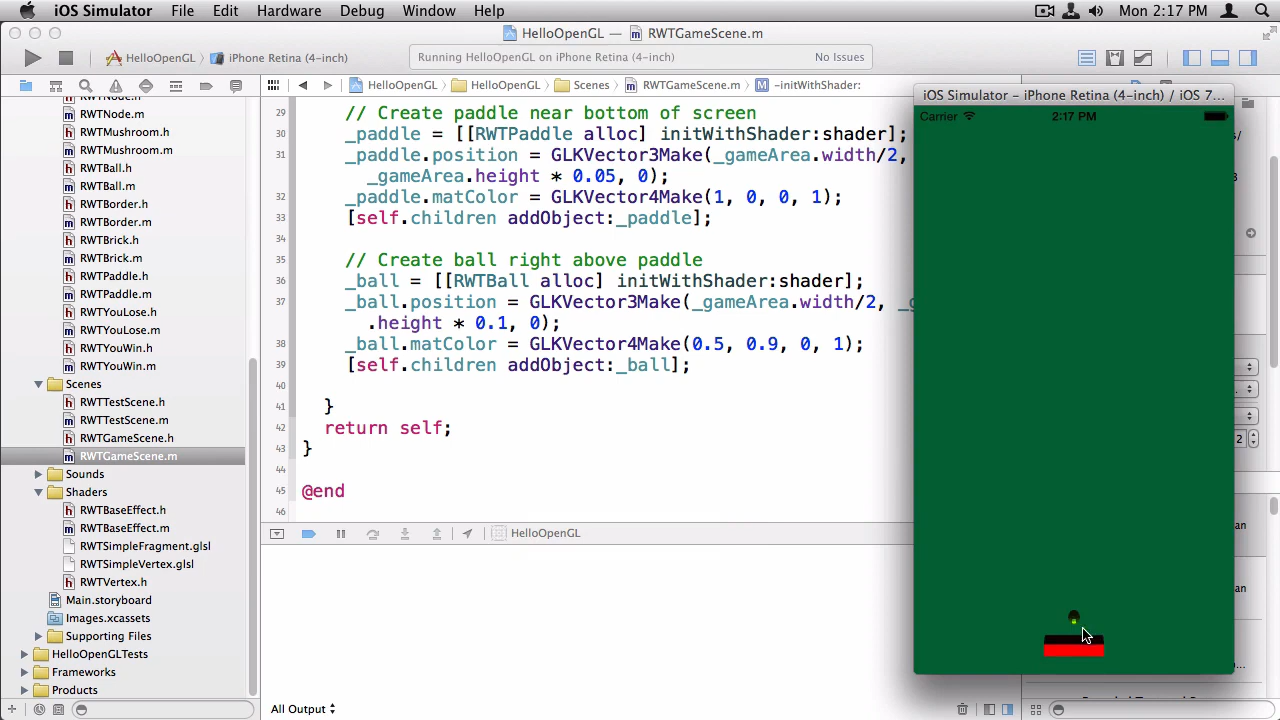 iOS Simulator File Edit Hardware Debug Window Help Mon 2:17 PM
HelloOpenGL — RWTGameScene.m
HelloOpenGL iPhone Retina (4-inch) Running HelloOpenGL on iPhone Retina (4-inch) No Issues
HelloOpenGL HelloOpenGL Scenes RWTGameScene.m M -initWithShader:
RWTNode.h
RWTNode.m
RWTMushroom.h
RWTMushroom.m
RWTBall.h
RWTBall.m
RWTBorder.h
RWTBorder.m
RWTBrick.h
RWTBrick.m
RWTPaddle.h
RWTPaddle.m
RWTYouLose.h
RWTYouLose.m
RWTYouWin.h
RWTYouWin.m
Scenes
RWTTestScene.h
RWTTestScene.m
RWTGameScene.h
RWTGameScene.m
Sounds
Shaders
RWTBaseEffect.h
RWTBaseEffect.m
RWTSimpleFragment.glsl
RWTSimpleVertex.glsl
RWTVertex.h
Main.storyboard
Images.xcassets
Supporting Files
HelloOpenGLTests
Frameworks
Products
29 // Create paddle near bottom of screen
30 _paddle = [[RWTPaddle alloc] initWithShader:shader];
31 _paddle.position = GLKVector3Make(_gameArea.width/2,
_gameArea.height * 0.05, 0);
32 _paddle.matColor = GLKVector4Make(1, 0, 0, 1);
33 [self.children addObject:_paddle];
34
35 // Create ball right above paddle
36 _ball = [[RWTBall alloc] initWithShader:shader];
37 _ball.position = GLKVector3Make(_gameArea.width/2, _g
.height * 0.1, 0);
38 _ball.matColor = GLKVector4Make(0.5, 0.9, 0, 1);
39 [self.children addObject:_ball];
40
41 }
42 return self;
43 }
44
45 @end
46
HelloOpenGL
All Output
iOS Simulator – iPhone Retina (4-inch) / iOS 7...
Carrier 2:17 PM